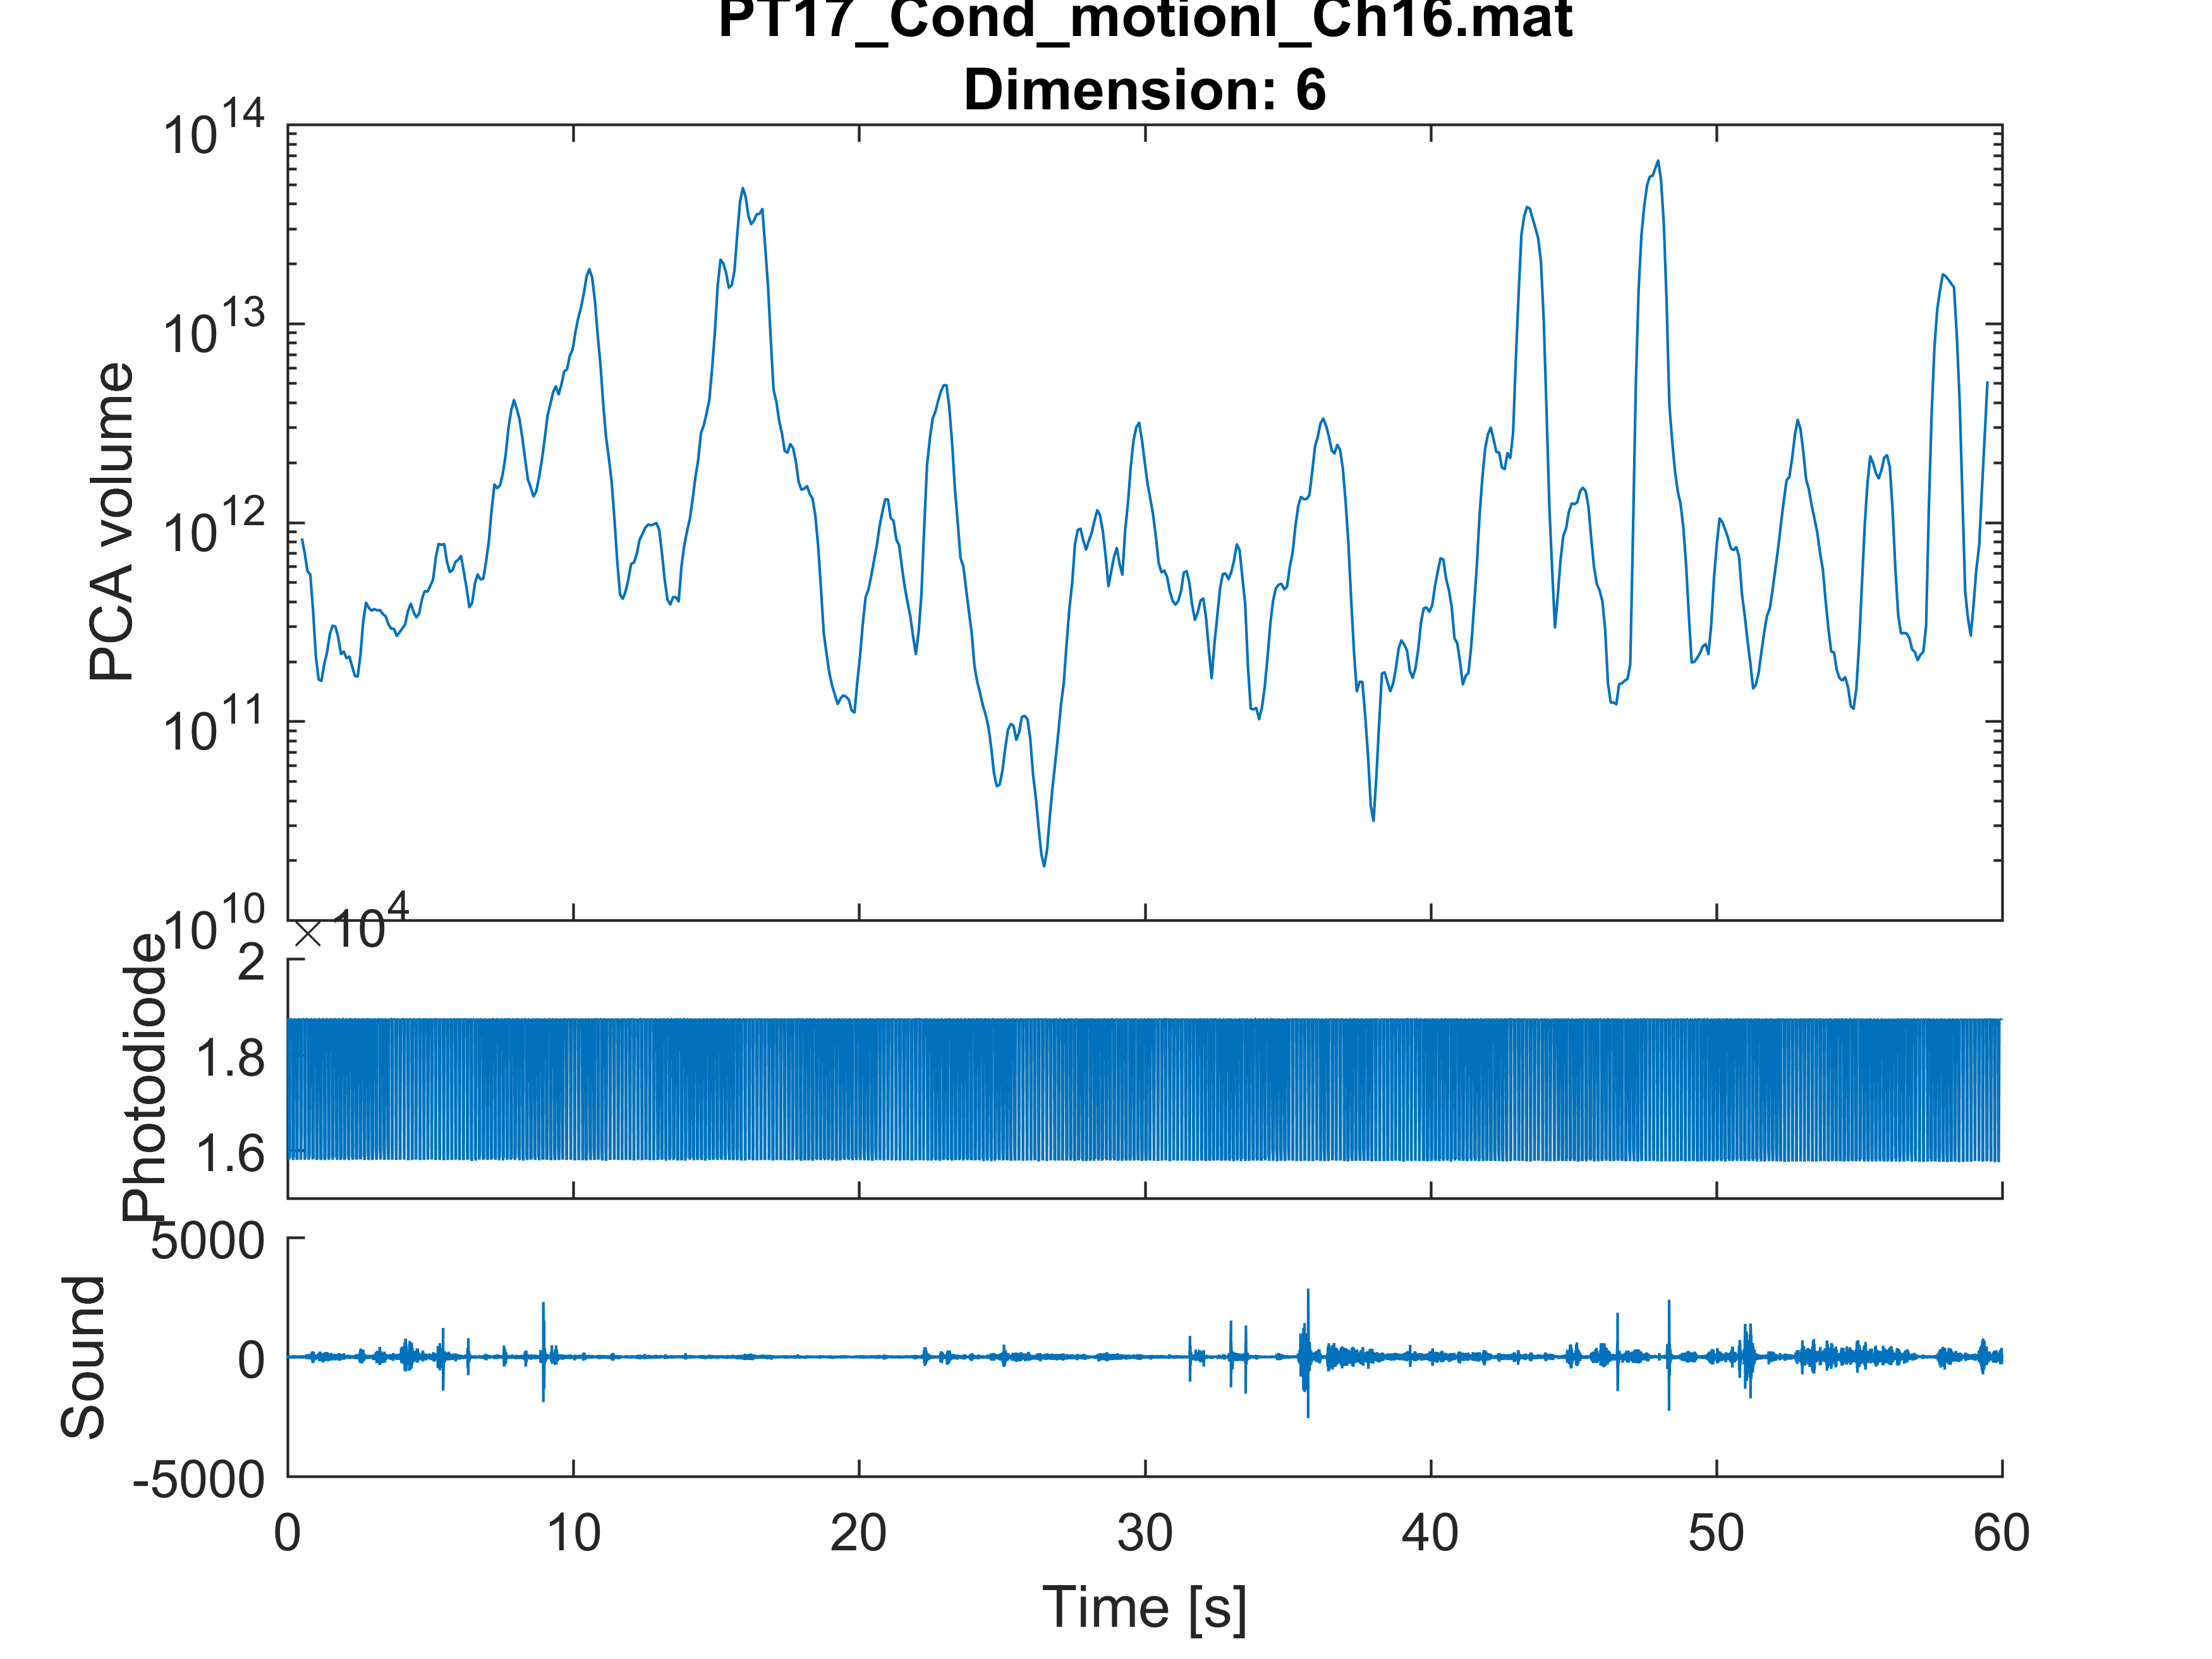 PT17_Cond_motionI_Ch16.mat
Dimension: 6
PCA volume
10^14
10^13
10^12
10^11
10^10
× 10^4
Photodiode
2
1.8
1.6
Sound
5000
0
-5000
0 10 20 30 40 50 60
Time [s]